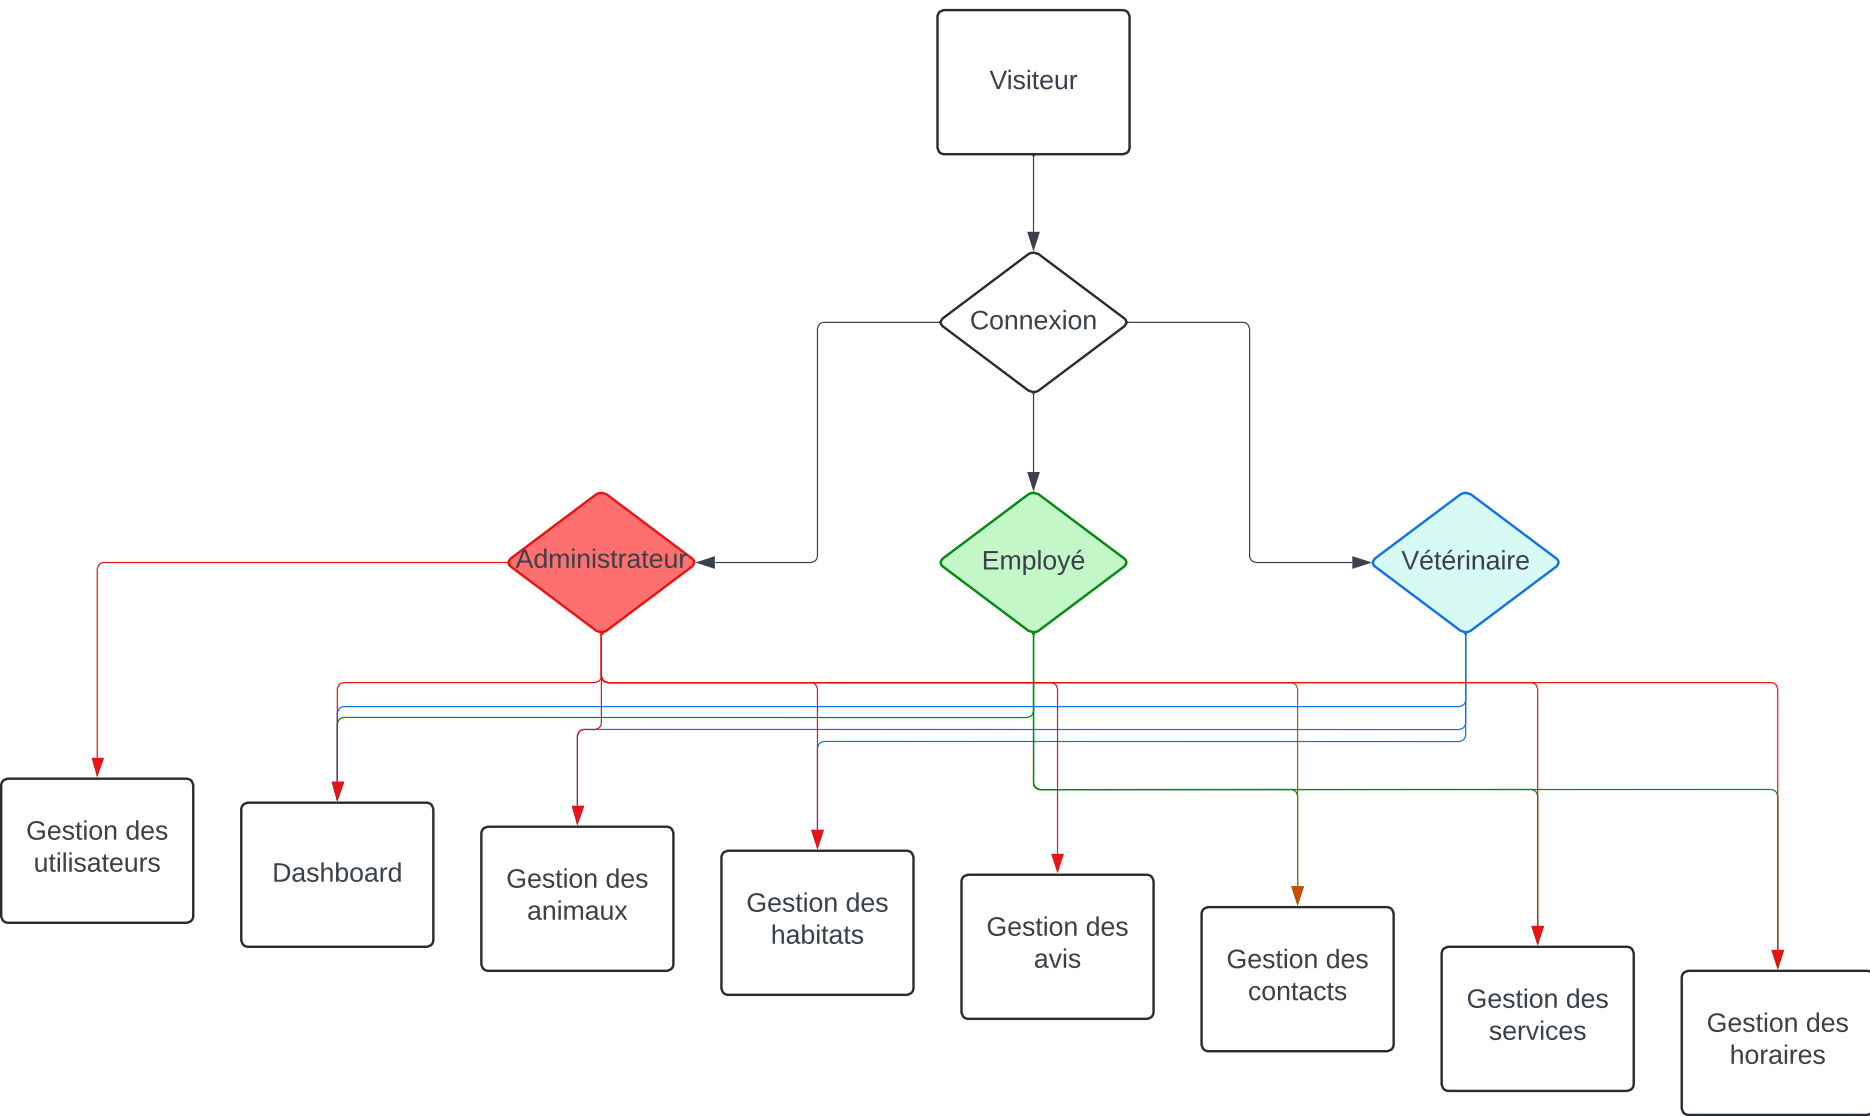 Visiteur
Connexion
Administrateur
Employé
Vétérinaire
Gestion des
utilisateurs
Dashboard
Gestion des
animaux
Gestion des
habitats
Gestion des
avis
Gestion des
contacts
Gestion des
services
Gestion des
horaires